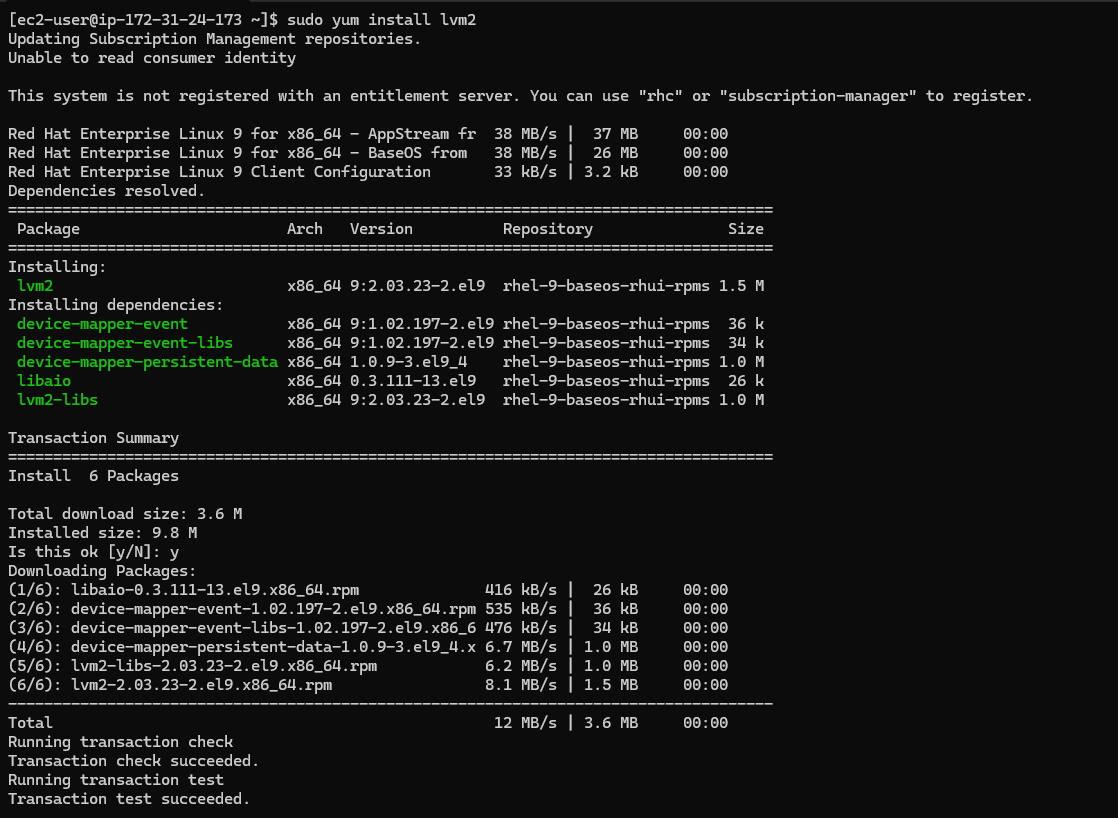 [ec2-user@ip-172-31-24-173 ~]$ sudo yum install lvm2
Updating Subscription Management repositories.
Unable to read consumer identity

This system is not registered with an entitlement server. You can use "rhc" or "subscription-manager" to register.

Red Hat Enterprise Linux 9 for x86_64 - AppStream fr  38 MB/s |  37 MB     00:00
Red Hat Enterprise Linux 9 for x86_64 - BaseOS from   38 MB/s |  26 MB     00:00
Red Hat Enterprise Linux 9 Client Configuration       33 kB/s | 3.2 kB     00:00
Dependencies resolved.
=====================================================================================
 Package                       Arch   Version          Repository               Size
=====================================================================================
Installing:
 lvm2                          x86_64 9:2.03.23-2.el9  rhel-9-baseos-rhui-rpms 1.5 M
Installing dependencies:
 device-mapper-event           x86_64 9:1.02.197-2.el9 rhel-9-baseos-rhui-rpms  36 k
 device-mapper-event-libs      x86_64 9:1.02.197-2.el9 rhel-9-baseos-rhui-rpms  34 k
 device-mapper-persistent-data x86_64 1.0.9-3.el9_4    rhel-9-baseos-rhui-rpms 1.0 M
 libaio                        x86_64 0.3.111-13.el9   rhel-9-baseos-rhui-rpms  26 k
 lvm2-libs                     x86_64 9:2.03.23-2.el9  rhel-9-baseos-rhui-rpms 1.0 M

Transaction Summary
=====================================================================================
Install  6 Packages

Total download size: 3.6 M
Installed size: 9.8 M
Is this ok [y/N]: y
Downloading Packages:
(1/6): libaio-0.3.111-13.el9.x86_64.rpm              416 kB/s |  26 kB     00:00
(2/6): device-mapper-event-1.02.197-2.el9.x86_64.rpm 535 kB/s |  36 kB     00:00
(3/6): device-mapper-event-libs-1.02.197-2.el9.x86_6 476 kB/s |  34 kB     00:00
(4/6): device-mapper-persistent-data-1.0.9-3.el9_4.x 6.7 MB/s | 1.0 MB     00:00
(5/6): lvm2-libs-2.03.23-2.el9.x86_64.rpm            6.2 MB/s | 1.0 MB     00:00
(6/6): lvm2-2.03.23-2.el9.x86_64.rpm                 8.1 MB/s | 1.5 MB     00:00
-------------------------------------------------------------------------------------
Total                                                 12 MB/s | 3.6 MB     00:00
Running transaction check
Transaction check succeeded.
Running transaction test
Transaction test succeeded.